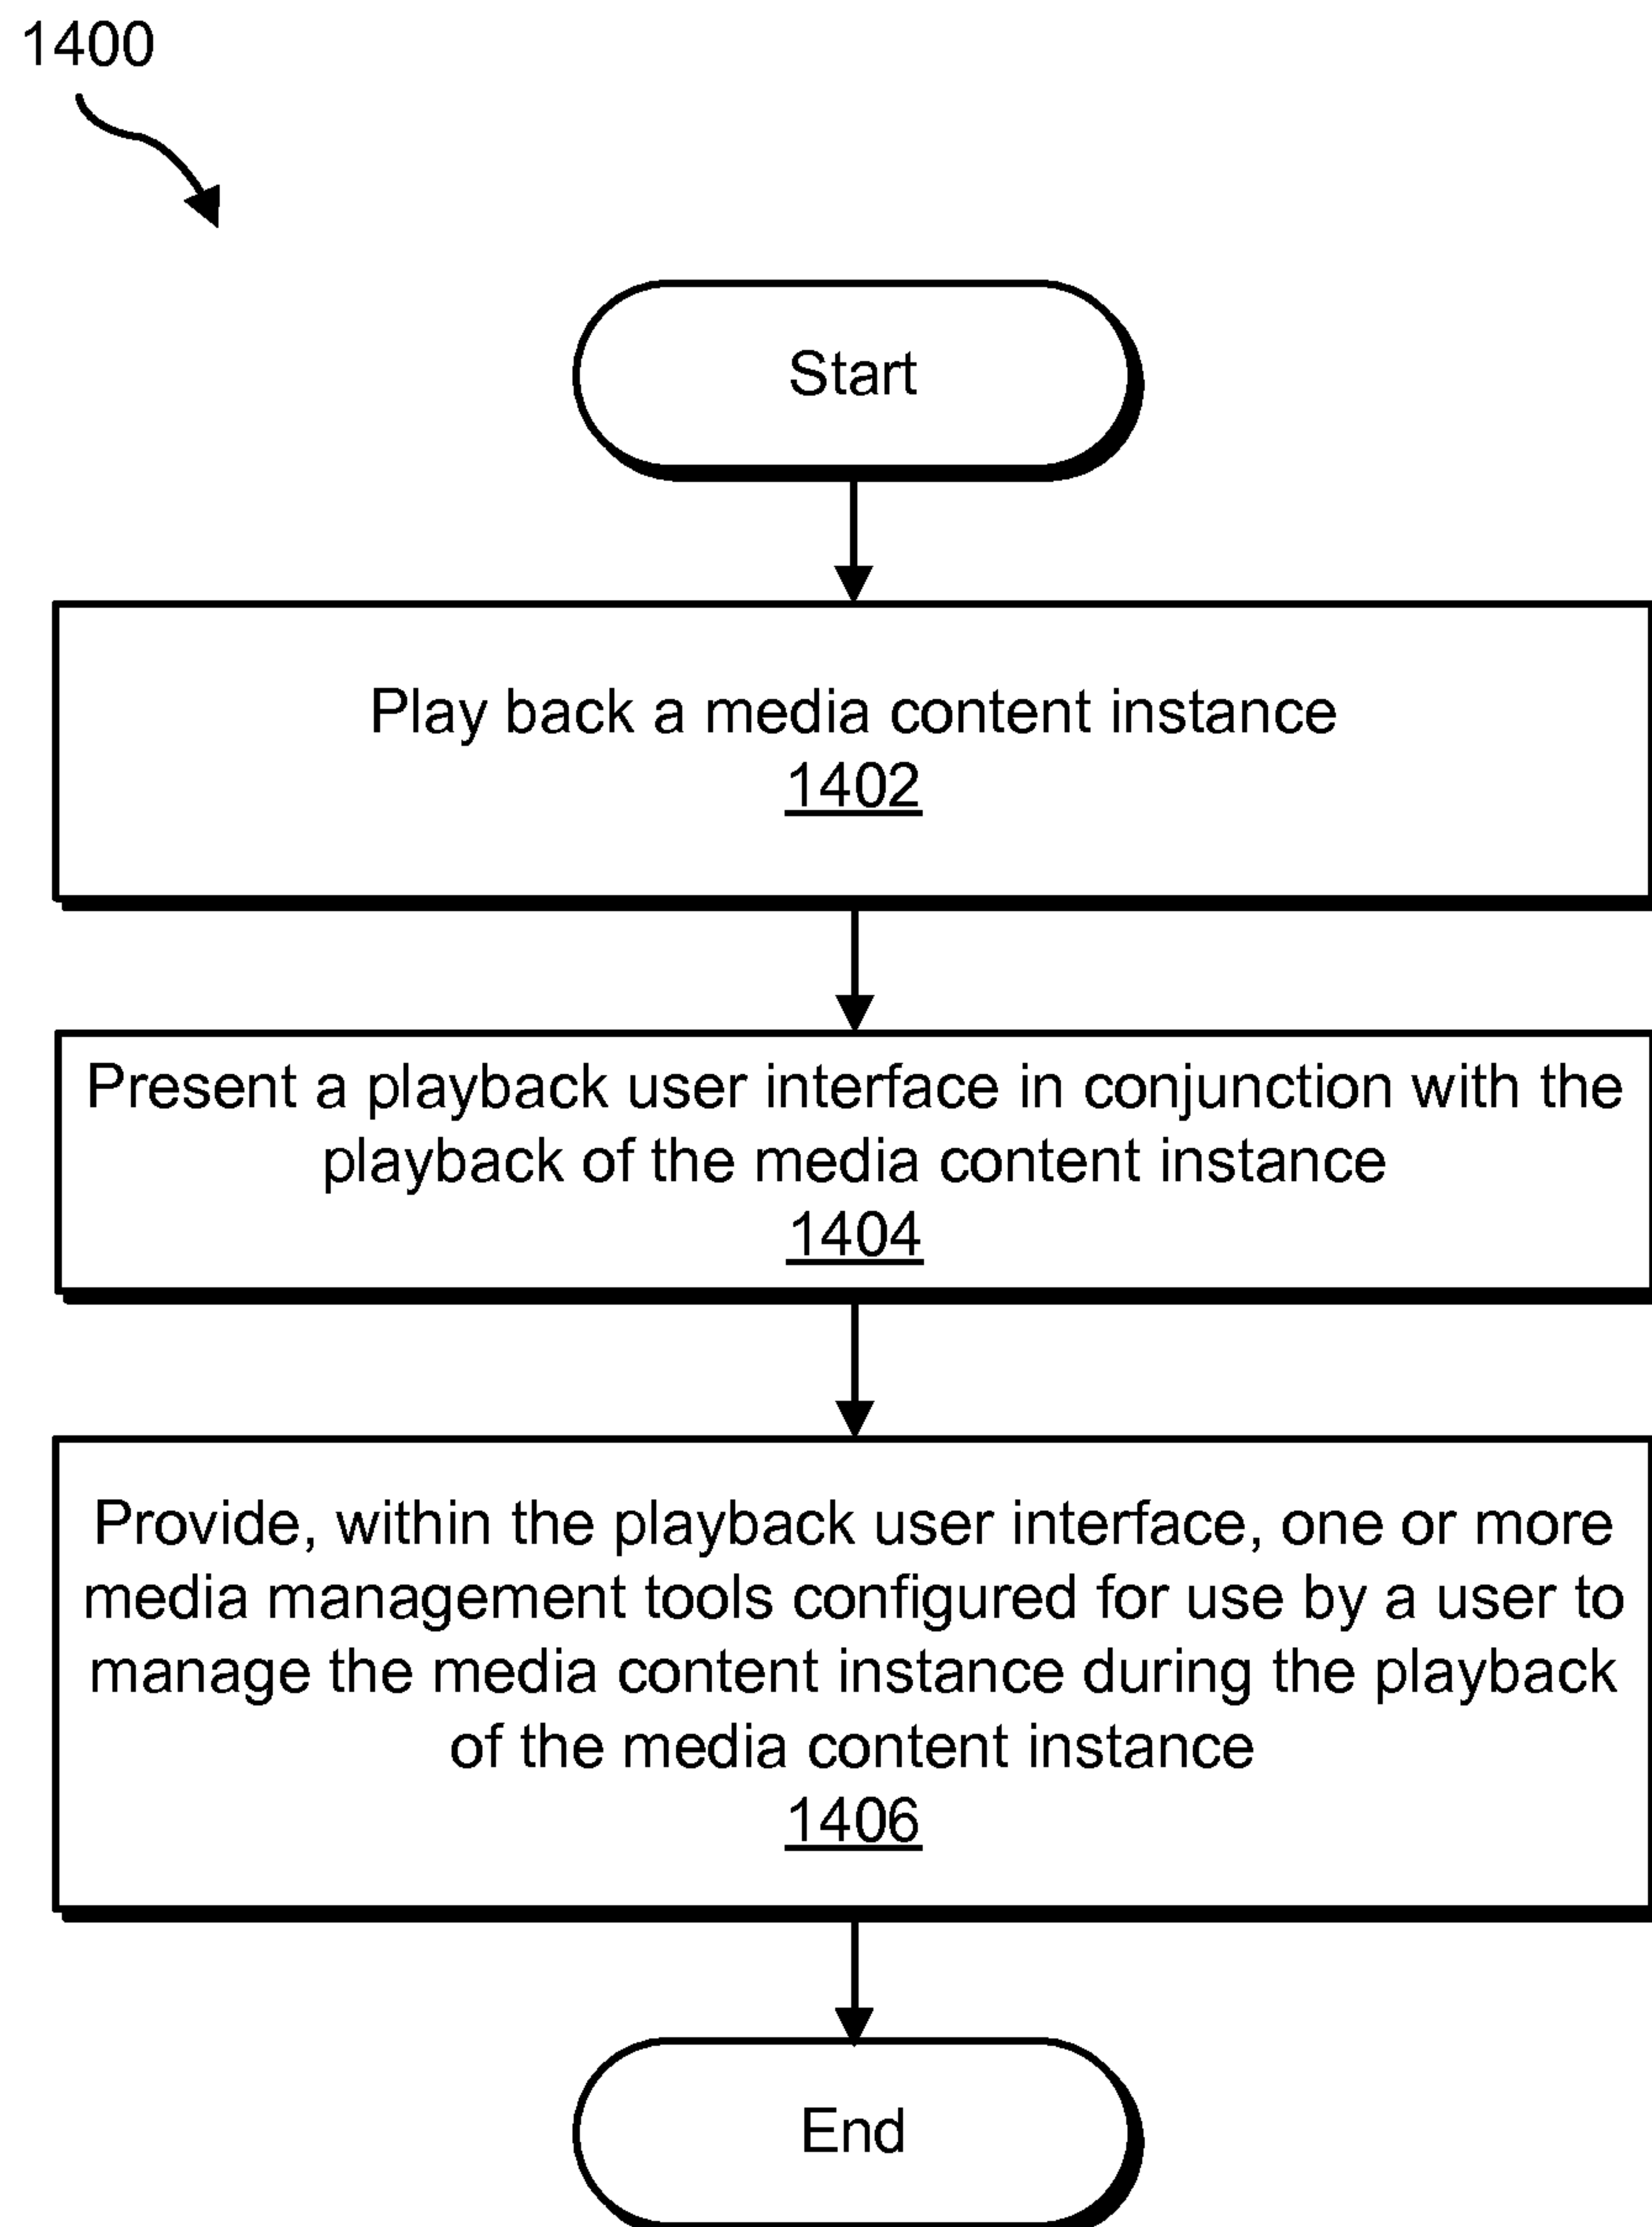 1400
Start
Play back a media content instance
1402
Present a playback user interface in conjunction with the
playback of the media content instance
1404
Provide, within the playback user interface, one or more
media management tools configured for use by a user to
manage the media content instance during the playback
of the media content instance
1406
End